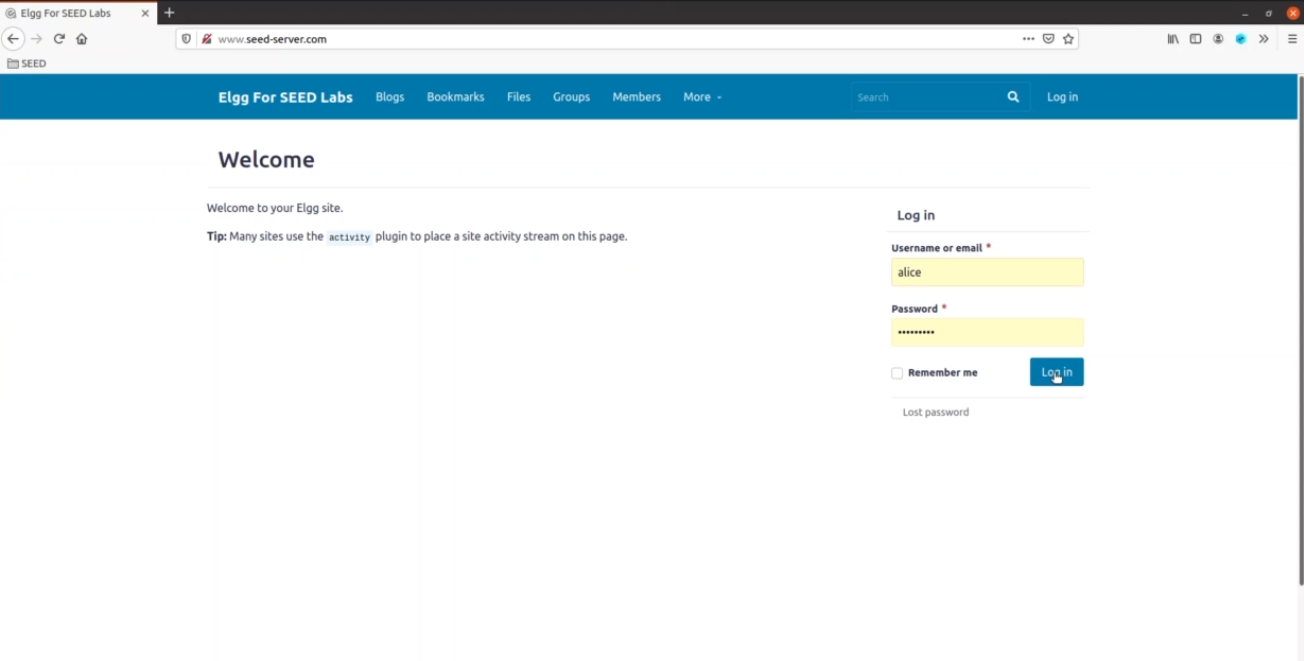 Elgg For SEED Labs
www.seed-server.com
SEED
Elgg For SEED Labs Blogs Bookmarks Files Groups Members More Search Log in
Welcome
Welcome to your Elgg site.
Tip: Many sites use the activity plugin to place a site activity stream on this page.
Log in
Username or email *
alice
Password *
•••••••••
Remember me Log in
Lost password